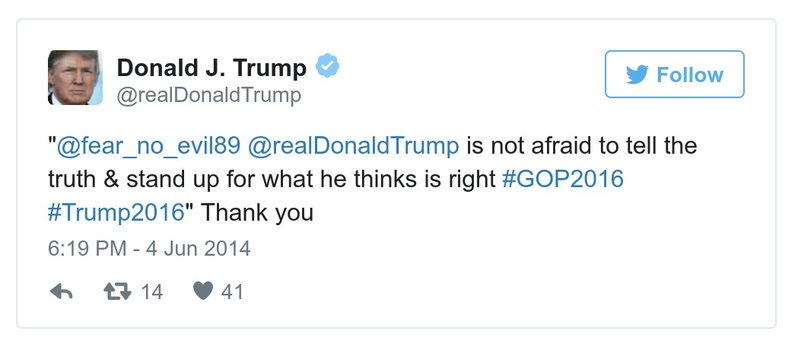 Donald J. Trump
@realDonaldTrump
Follow
"@fear_no_evil89 @realDonaldTrump is not afraid to tell the
truth & stand up for what he thinks is right #GOP2016
#Trump2016" Thank you
6:19 PM - 4 Jun 2014
14 41